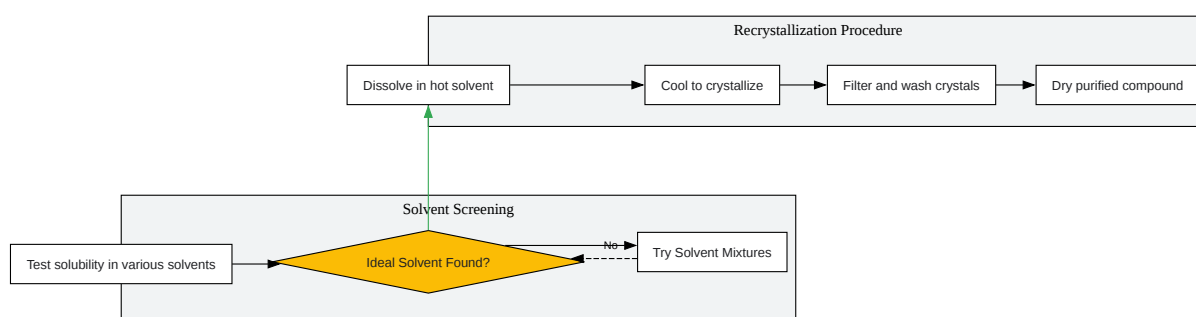 Recrystallization Procedure
Dissolve in hot solvent
Cool to crystallize
Filter and wash crystals
Dry purified compound
Solvent Screening
Test solubility in various solvents
Ideal Solvent Found?
No
Try Solvent Mixtures